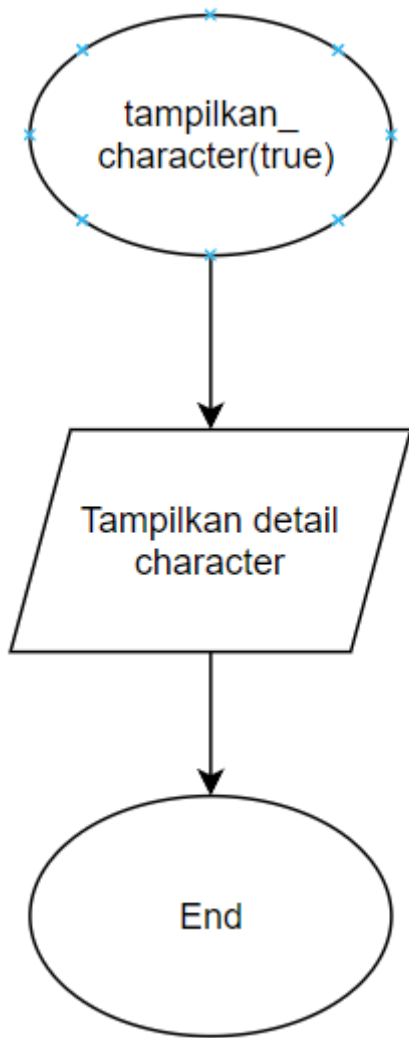 tampilkan_
character(true)
Tampilkan detail
character
End